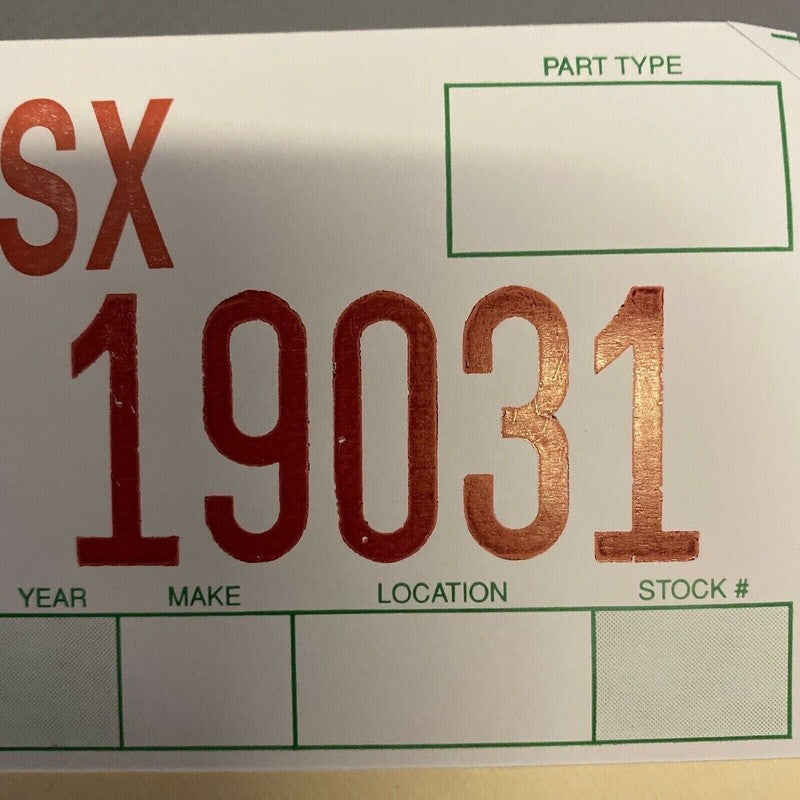 PART TYPE
SX
19031
YEAR MAKE LOCATION STOCK #